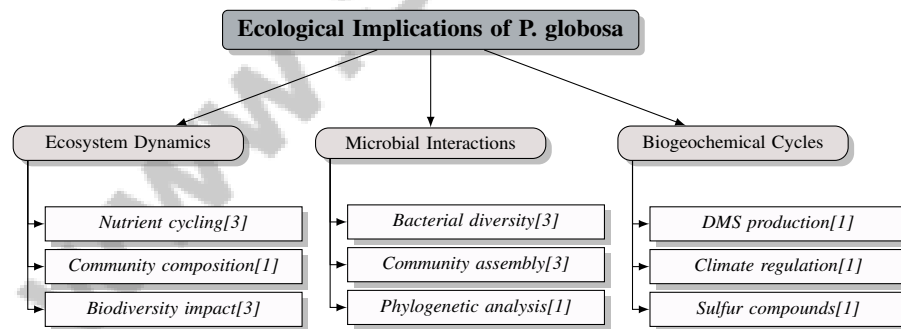 Ecological Implications of P. globosa
Ecosystem Dynamics
Nutrient cycling[3]
Community composition[1]
Biodiversity impact[3]
Microbial Interactions
Bacterial diversity[3]
Community assembly[3]
Phylogenetic analysis[1]
Biogeochemical Cycles
DMS production[1]
Climate regulation[1]
Sulfur compounds[1]
www.